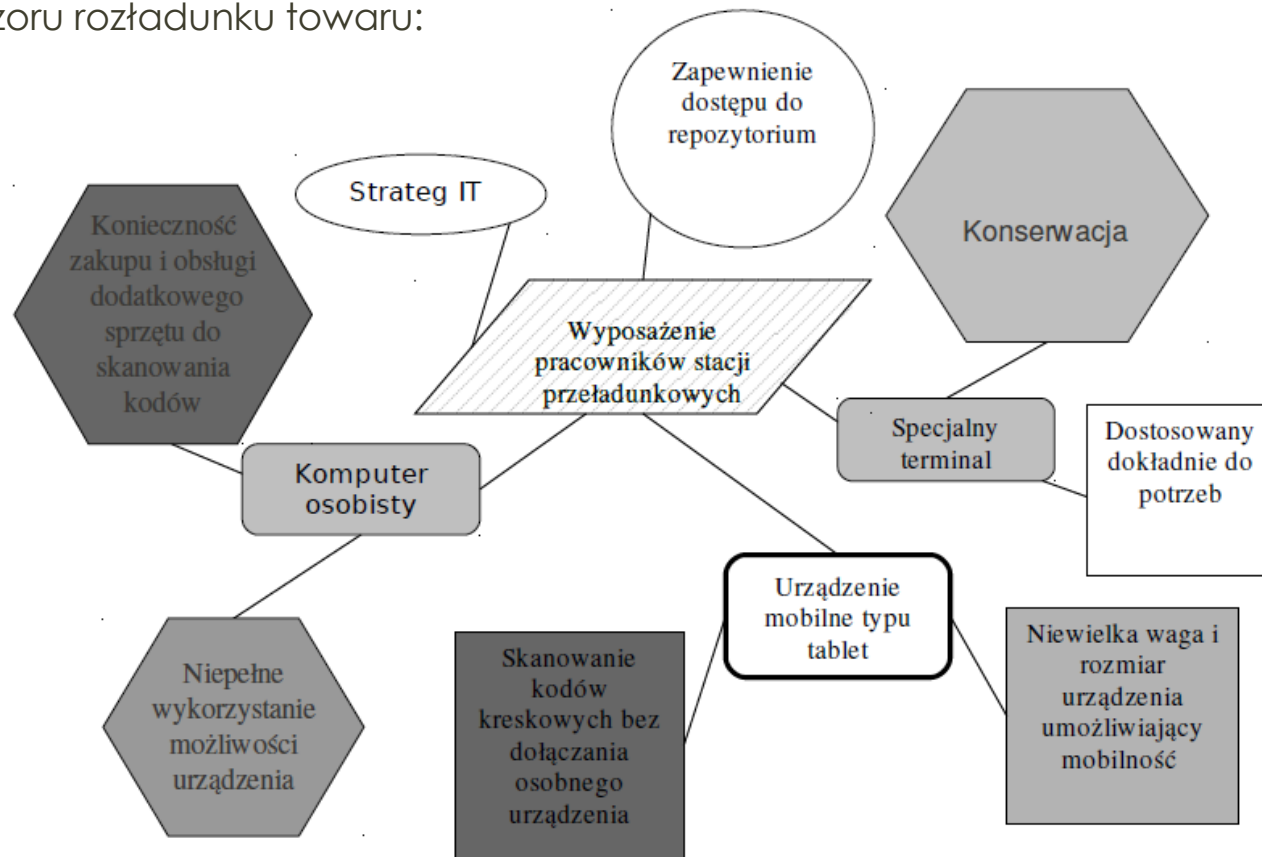 zoru rozładunku towaru:
Zapewnienie
dostępu do
repozytorium
Strateg IT
Konserwacja
Konieczność
zakupu i obsługi
dodatkowego
sprzętu do
skanowania
kodów
Wyposażenie
pracowników stacji
przeładunkowych
Specjalny
terminal
Dostosowany
dokładnie do
potrzeb
Komputer
osobisty
Urządzenie
mobilne typu
tablet
Niepełne
wykorzystanie
możliwości
urządzenia
Skanowanie
kodów
kreskowych bez
dołączania
osobnego
urządzenia
Niewielka waga i
rozmiar
urządzenia
umożliwiający
mobilność